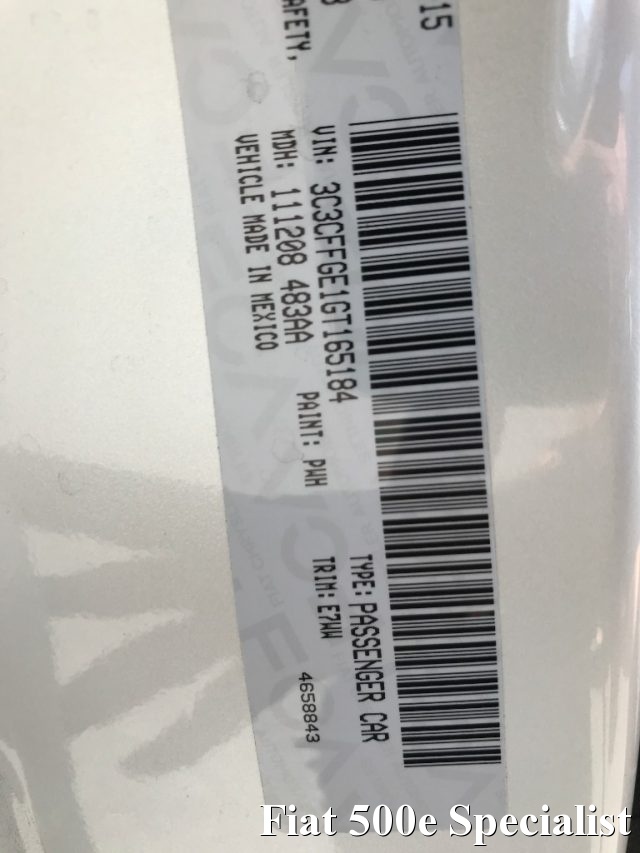 15
AFETY,
VIN: 3C3CFFGE1GT165184
TYPE: PASSENGER CAR
MDH: 111208 483AA
PAINT: PWH
TRIM: E7WW
VEHICLE MADE IN MEXICO
4658843
Fiat 500e Specialist